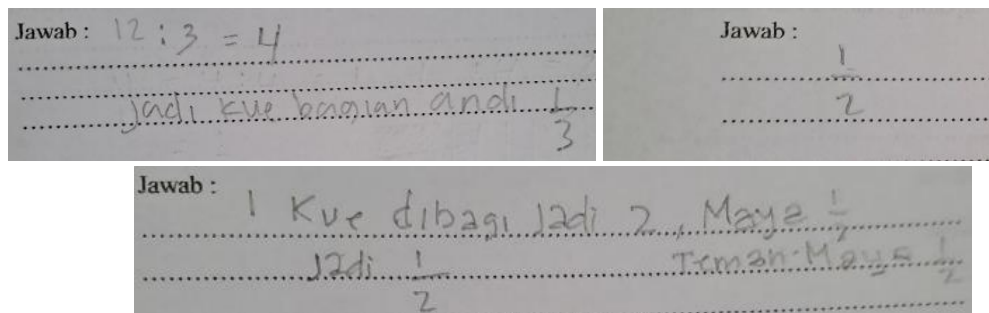 Jawab : 12 : 3 = 4
Jadi kue bagian andi 1/3
Jawab :
1/2
Jawab :
1 Kue dibagi Jadi 2, Maya 1/2
Jadi 1/2 Teman Maya 1/2